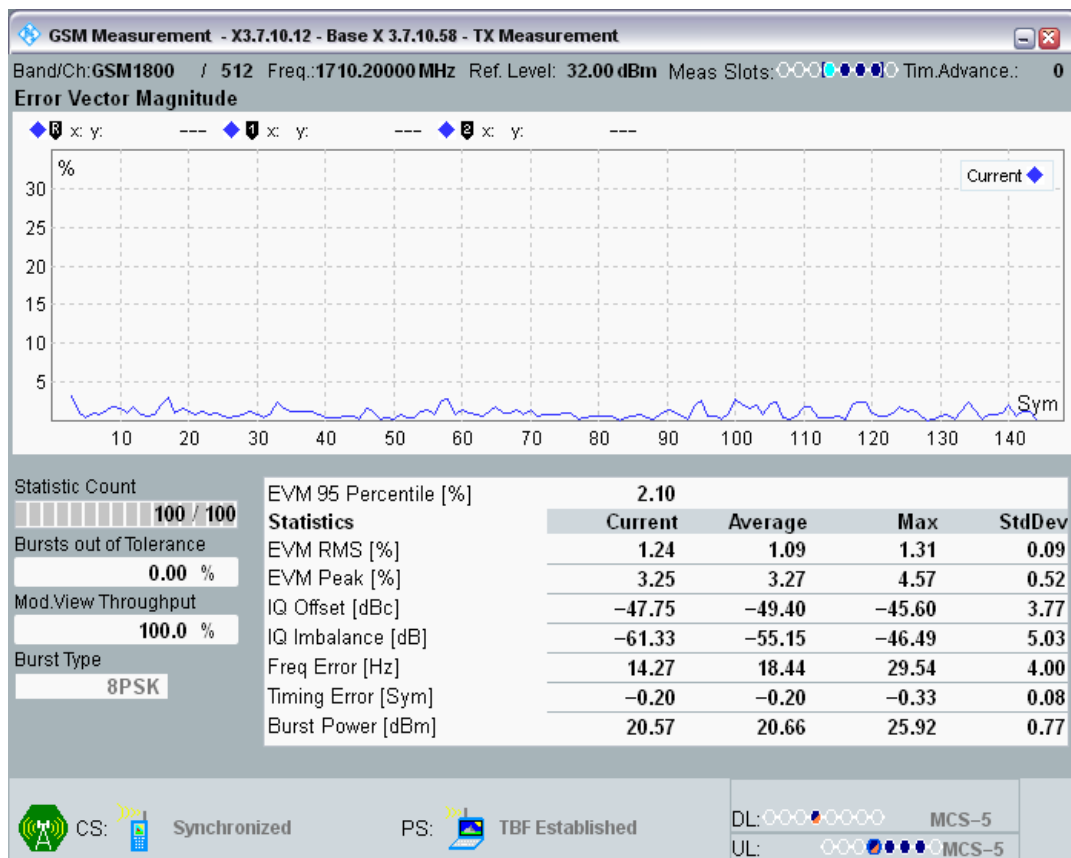 GSM Measurement - X3.7.10.12 - Base X 3.7.10.58 - TX Measurement
Band/Ch:GSM1800 / 512 Freq.:1710.20000 MHz Ref. Level: 32.00 dBm Meas Slots: Tim.Advance.: 0
Error Vector Magnitude
R x: y: --- 1 x: y: --- 2 x: y: ---
%
Current
30
25
20
15
10
5
Sym
10 20 30 40 50 60 70 80 90 100 110 120 130 140
Statistic Count
100 / 100
Bursts out of Tolerance
0.00 %
Mod.View Throughput
100.0 %
Burst Type
8PSK
EVM 95 Percentile [%] 2.10
Statistics Current Average Max StdDev
EVM RMS [%] 1.24 1.09 1.31 0.09
EVM Peak [%] 3.25 3.27 4.57 0.52
IQ Offset [dBc] −47.75 −49.40 −45.60 3.77
IQ Imbalance [dB] −61.33 −55.15 −46.49 5.03
Freq Error [Hz] 14.27 18.44 29.54 4.00
Timing Error [Sym] −0.20 −0.20 −0.33 0.08
Burst Power [dBm] 20.57 20.66 25.92 0.77
CS: Synchronized PS: TBF Established
DL: MCS−5
UL: MCS−5